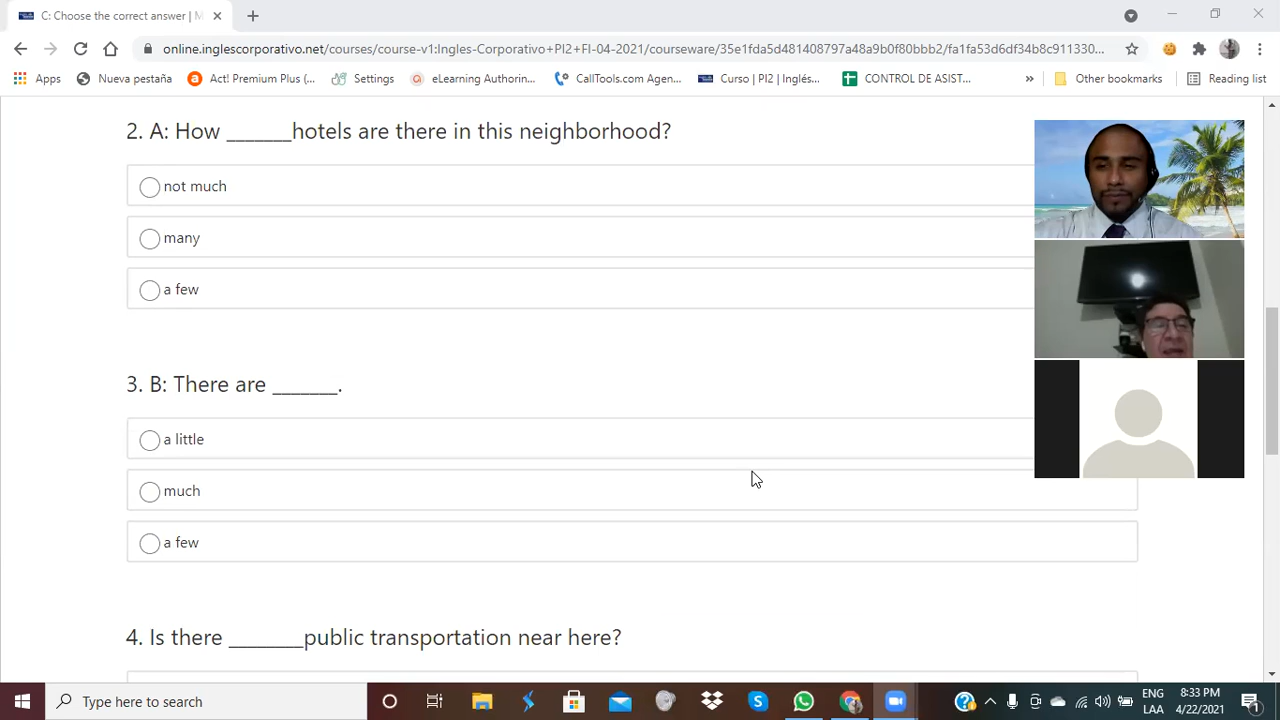 C: Choose the correct answer | M
online.inglescorporativo.net/courses/course-v1:Ingles-Corporativo+PI2+FI-04-2021/courseware/35e1fda5d481408797a48a9b0f80bbb2/fa1fa53d6df34b8c911330...
Apps Nueva pestaña Act! Premium Plus (... Settings eLearning Authorin... CallTools.com Agen... Curso | PI2 | Inglés... CONTROL DE ASIST... » Other bookmarks Reading list
2. A: How _______hotels are there in this neighborhood?
not much
many
a few
3. B: There are _______.
a little
much
a few
4. Is there ________public transportation near here?
Type here to search
ENG 8:33 PM
LAA 4/22/2021